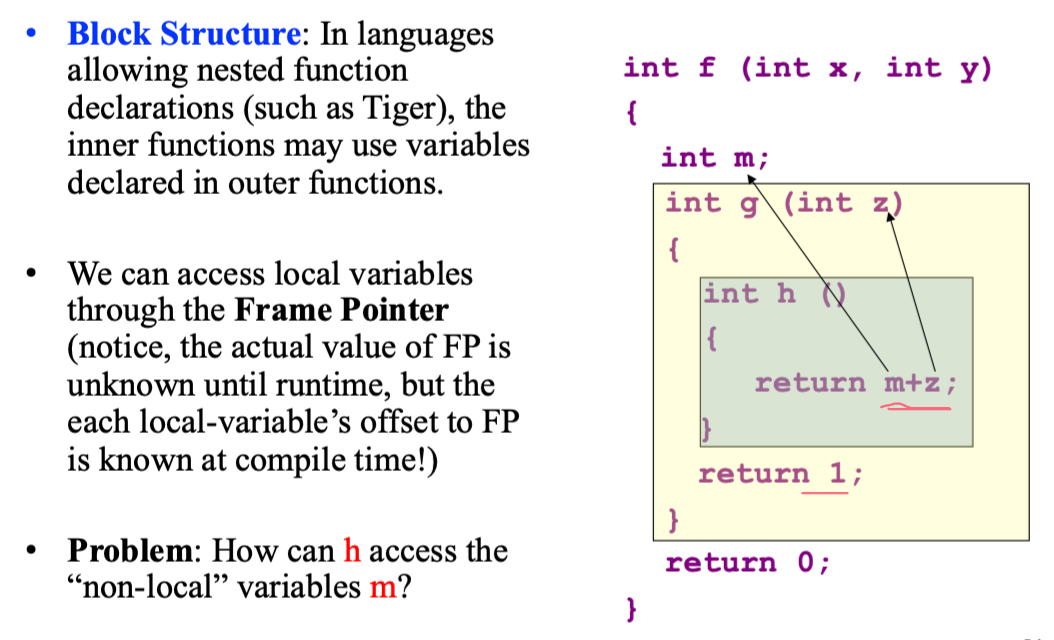 • Block Structure: In languages
allowing nested function
declarations (such as Tiger), the
inner functions may use variables
declared in outer functions.
• We can access local variables
through the Frame Pointer
(notice, the actual value of FP is
unknown until runtime, but the
each local-variable’s offset to FP
is known at compile time!)
• Problem: How can h access the
“non-local” variables m?
int f (int x, int y)
{
int m;
int g (int z)
{
int h ()
{
return m+z;
}
return 1;
}
return 0;
}